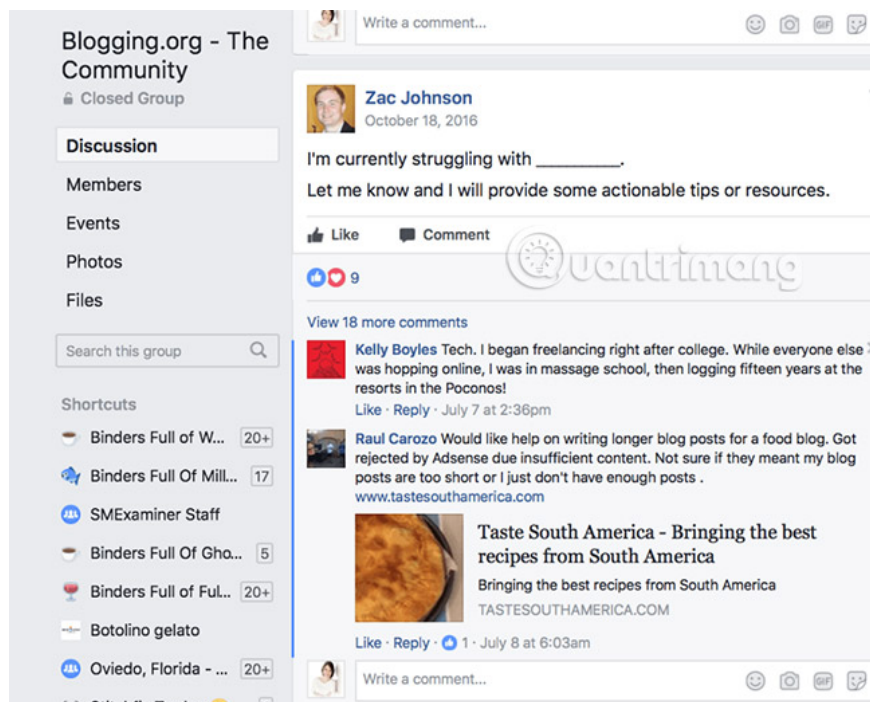 Blogging.org - The
Community
Closed Group
Discussion
Members
Events
Photos
Files
Search this group
Shortcuts
Binders Full of W... 20+
Binders Full Of Mill... 17
SMExaminer Staff
Binders Full Of Gho... 5
Binders Full of Ful... 20+
Botolino gelato
Oviedo, Florida - ... 20+
Write a comment...
GIF
Zac Johnson
October 18, 2016
I'm currently struggling with __________.
Let me know and I will provide some actionable tips or resources.
Like Comment
Quantrimang
9
View 18 more comments
Kelly Boyles Tech. I began freelancing right after college. While everyone else
was hopping online, I was in massage school, then logging fifteen years at the
resorts in the Poconos!
Like · Reply · July 7 at 2:36pm
Raul Carozo Would like help on writing longer blog posts for a food blog. Got
rejected by Adsense due insufficient content. Not sure if they meant my blog
posts are too short or I just don't have enough posts .
www.tastesouthamerica.com
Taste South America - Bringing the best
recipes from South America
Bringing the best recipes from South America
TASTESOUTHAMERICA.COM
Like · Reply · 1 · July 8 at 6:03am
Write a comment...
GIF